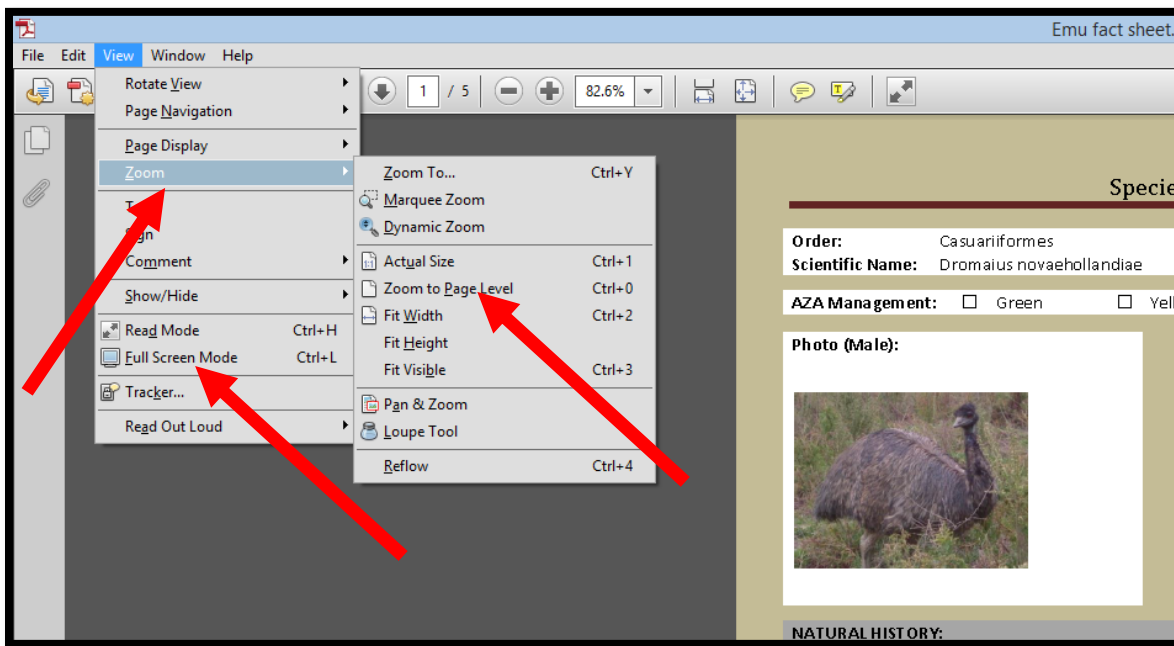 Emu fact sheet.
File Edit View Window Help
1 / 5 82.6%
Rotate View
Page Navigation
Page Display
Zoom
T
gn
Comment
Show/Hide
Read Mode Ctrl+H
Full Screen Mode Ctrl+L
Tracker...
Read Out Loud
Zoom To... Ctrl+Y
Marquee Zoom
Dynamic Zoom
Actual Size Ctrl+1
Zoom to Page Level Ctrl+0
Fit Width Ctrl+2
Fit Height
Fit Visible Ctrl+3
Pan & Zoom
Loupe Tool
Reflow Ctrl+4
Specie
Order: Casuariiformes
Scientific Name: Dromaius novaehollandiae
AZA Management: ☐ Green ☐ Yell
Photo (Male):
NATURAL HISTORY: